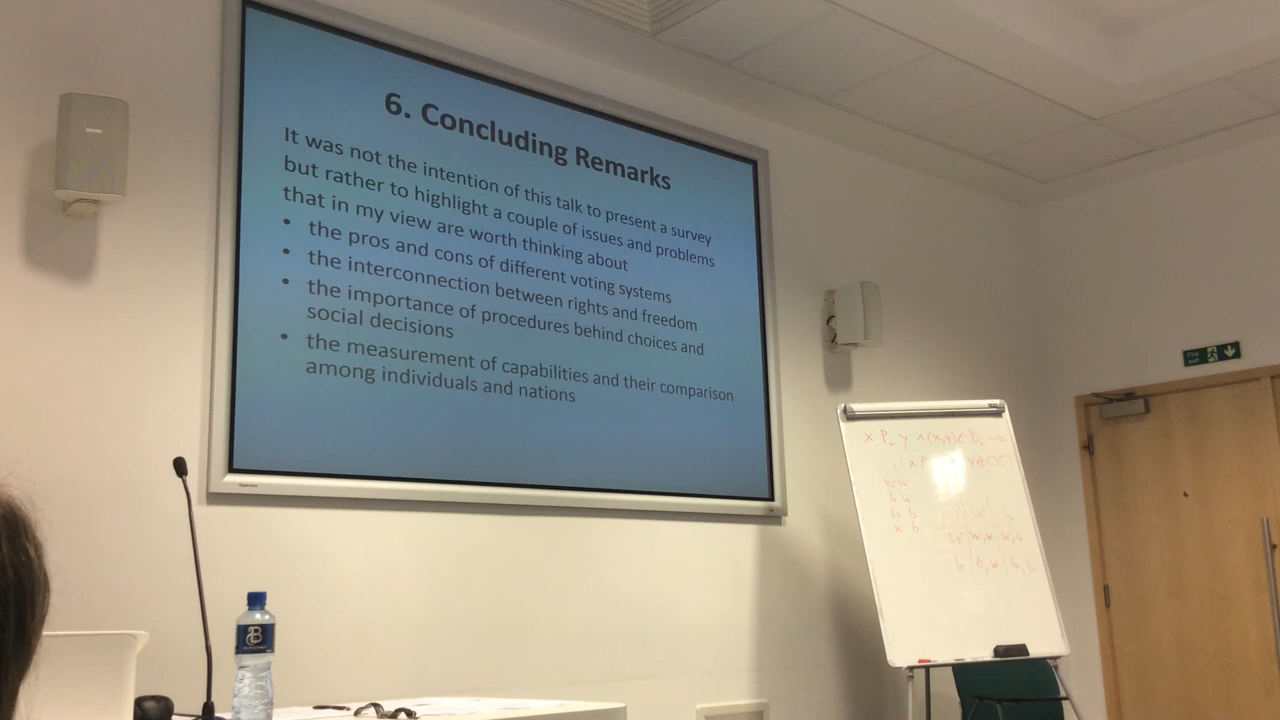 6. Concluding Remarks
It was not the intention of this talk to present a survey
but rather to highlight a couple of issues and problems
that in my view are worth thinking about
• the pros and cons of different voting systems
• the interconnection between rights and freedom
• the importance of procedures behind choices and
social decisions
• the measurement of capabilities and their comparison
among individuals and nations
Fire
exit
x P y ∧ (x,y) ∈ D
w w
b w
b b
w b
w b
w w,w w,b
b b,w b,b